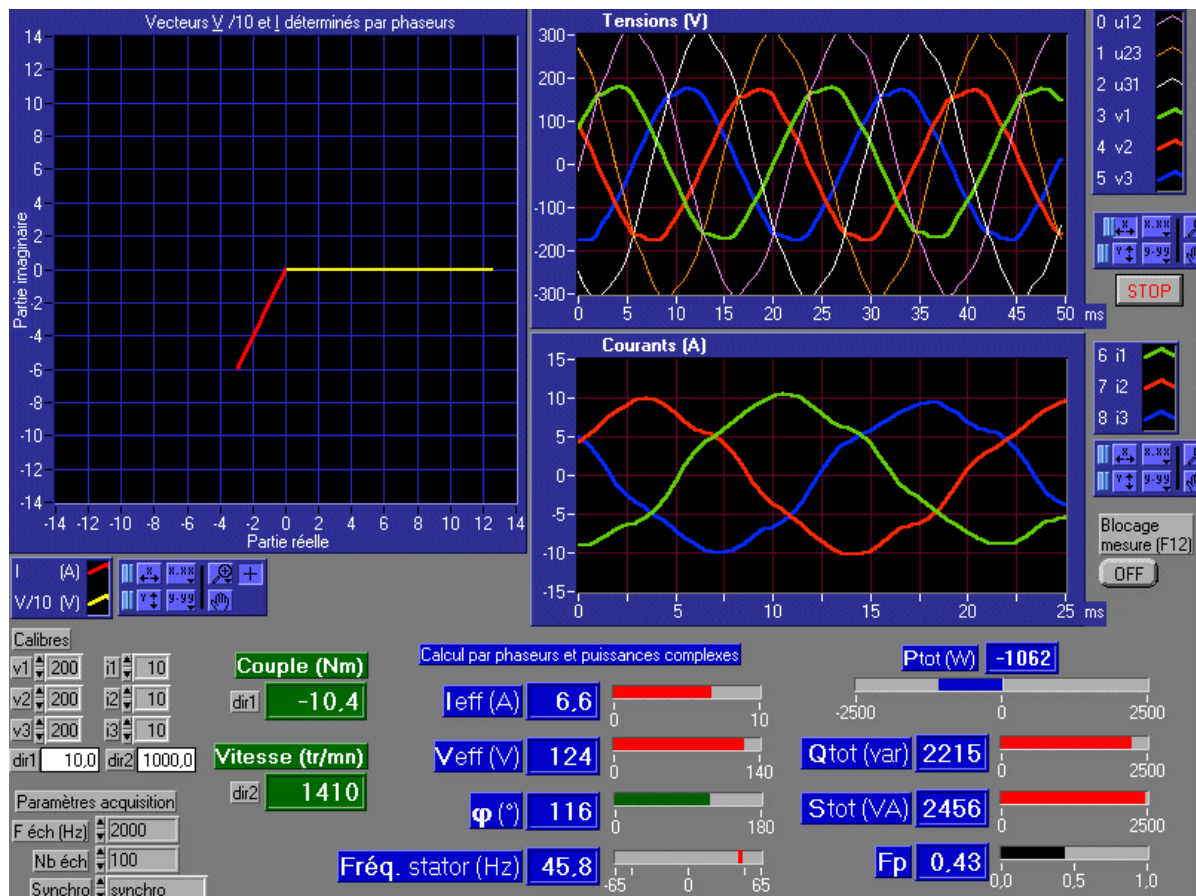 Vecteurs V /10 et I déterminés par phaseurs
14
12
10
8
6
4
2
0
-2
-4
-6
-8
-10
-12
-14
Partie imaginaire
-14 -12 -10 -8 -6 -4 -2 0 2 4 6 8 10 12 14
Partie réelle
I (A)
V/10 (V)
Tensions (V)
300
200
100
0
-100
-200
-300
0 5 10 15 20 25 30 35 40 45 50 ms
0 u12
1 u23
2 u31
3 v1
4 v2
5 v3
STOP
Courants (A)
15
10
5
0
-5
-10
-15
0 5 10 15 20 25 ms
6 i1
7 i2
8 i3
Blocage
mesure (F12)
OFF
Calibres
v1 200 i1 10
v2 200 i2 10
v3 200 i3 10
dir1 10,0 dir2 1000,0
Paramètres acquisition
F éch (Hz) 2000
Nb éch 100
Synchro synchro
Couple (Nm)
dir1 -10,4
Vitesse (tr/mn)
dir2 1410
Calcul par phaseurs et puissances complexes
Ieff (A) 6,6
0 10
Veff (V) 124
0 140
φ (°) 116
0 180
Fréq. stator (Hz) 45,8
-65 0 65
Ptot (W) -1062
-2500 0 2500
Qtot (var) 2215
0 2500
Stot (VA) 2456
0 2500
Fp 0,43
0,0 0,5 1,0